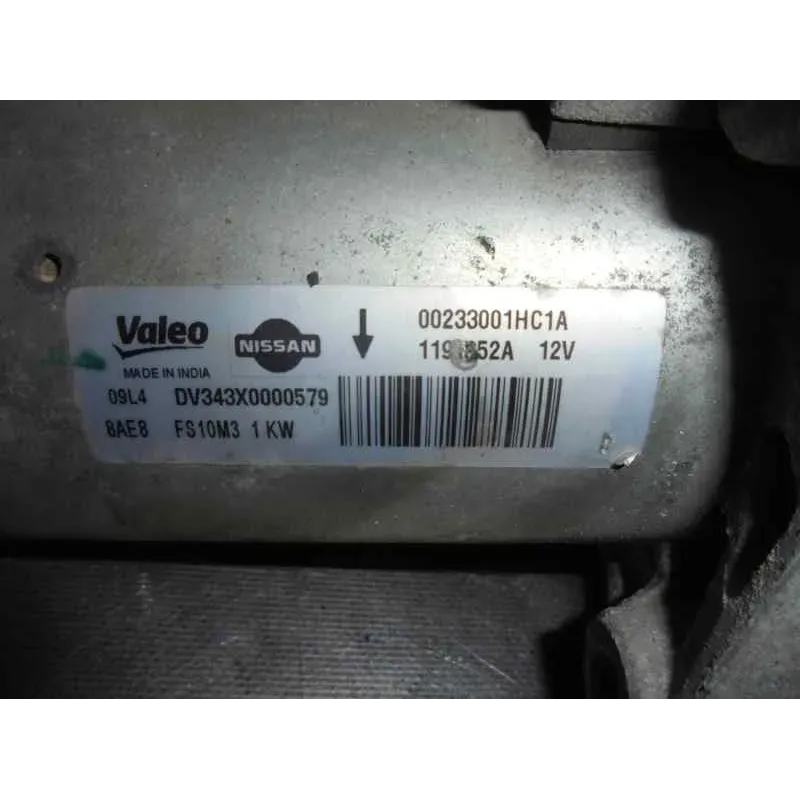 Valeo
NISSAN
MADE IN INDIA
00233001HC1A
12V
09L4 DV343X0000579
8AE8 FS10M3 1 KW